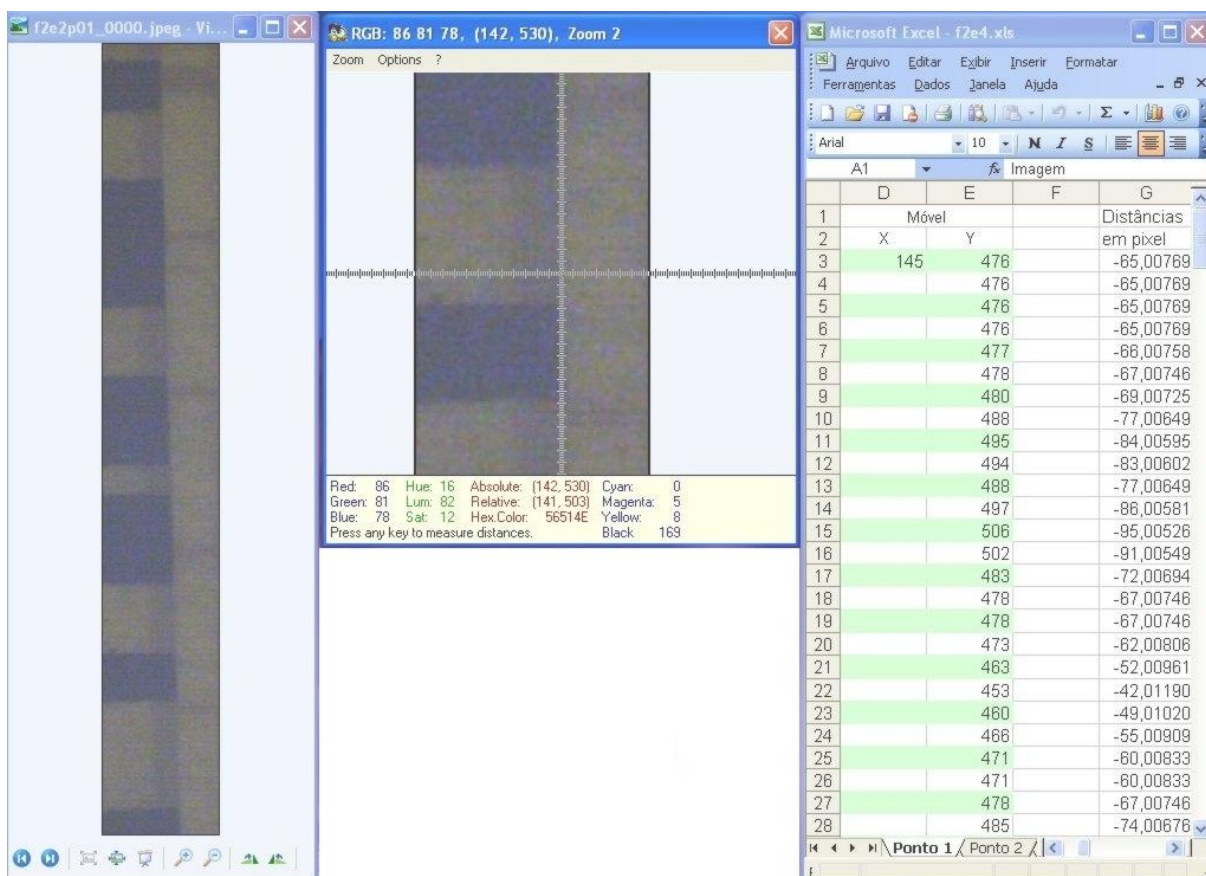 f2e2p01_0000.jpeg - Vi...
RGB: 86 81 78, (142, 530), Zoom 2
Zoom Options ?
Red: 86 Hue: 16 Absolute: (142, 530) Cyan: 0
Green: 81 Lum: 82 Relative: (141, 503) Magenta: 5
Blue: 78 Sat: 12 Hex.Color: 56514E Yellow: 8
Press any key to measure distances. Black 169
Microsoft Excel - f2e4.xls
Arquivo Editar Exibir Inserir Formatar
Ferramentas Dados Janela Ajuda
Arial 10 N I S
A1 fx Imagem
D E F G
1 Móvel Distâncias
2 X Y em pixel
3 145 476 -65,00769
4 476 -65,00769
5 476 -65,00769
6 476 -65,00769
7 477 -66,00758
8 478 -67,00746
9 480 -69,00725
10 488 -77,00649
11 495 -84,00595
12 494 -83,00602
13 488 -77,00649
14 497 -86,00581
15 506 -95,00526
16 502 -91,00549
17 483 -72,00694
18 478 -67,00746
19 478 -67,00746
20 473 -62,00806
21 463 -52,00961
22 453 -42,01190
23 460 -49,01020
24 466 -55,00909
25 471 -60,00833
26 471 -60,00833
27 478 -67,00746
28 485 -74,00676
Ponto 1 Ponto 2